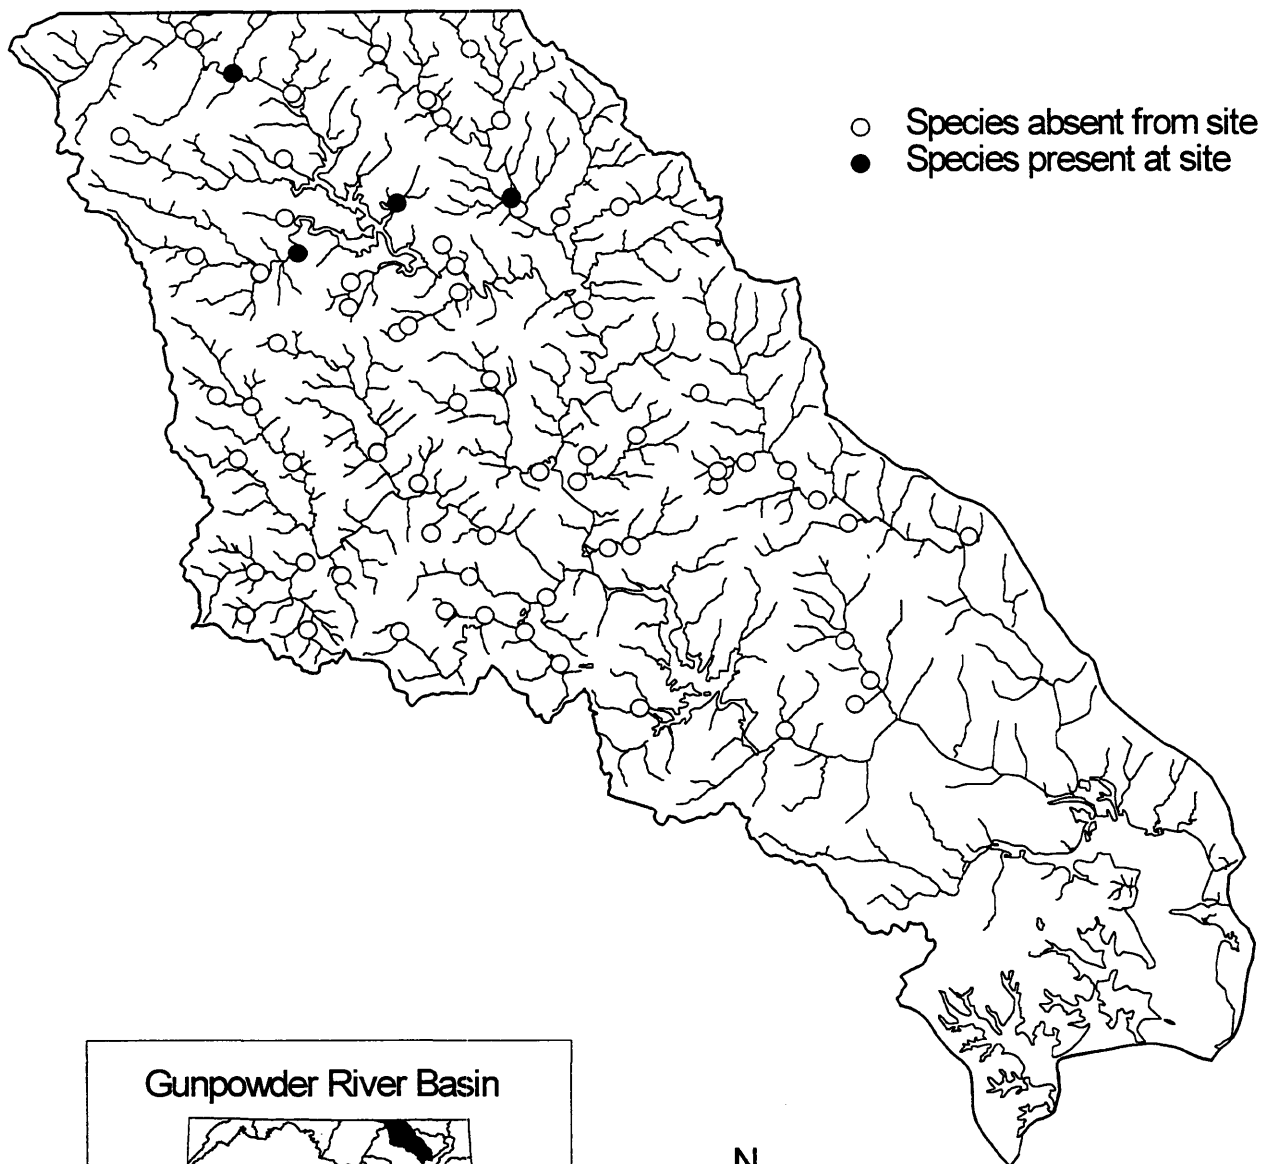 Species absent from site
Species present at site
Gunpowder River Basin
N